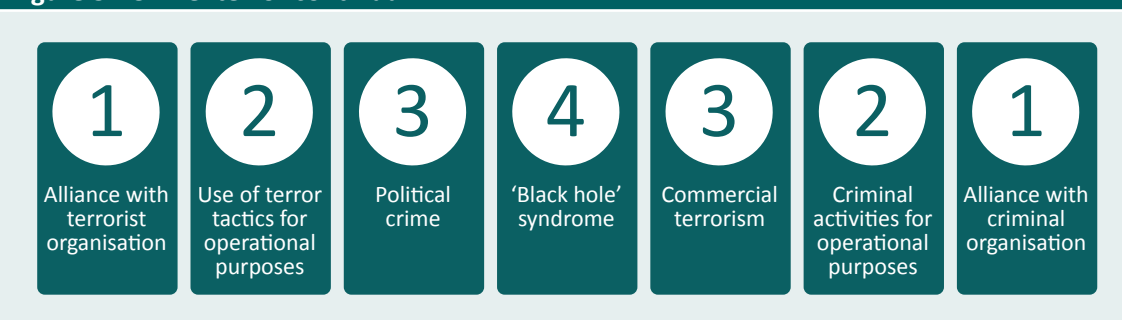 1
Alliance with
terrorist
organisation
2
Use of terror
tactics for
operational
purposes
3
Political
crime
4
‘Black hole’
syndrome
3
Commercial
terrorism
2
Criminal
activities for
operational
purposes
1
Alliance with
criminal
organisation